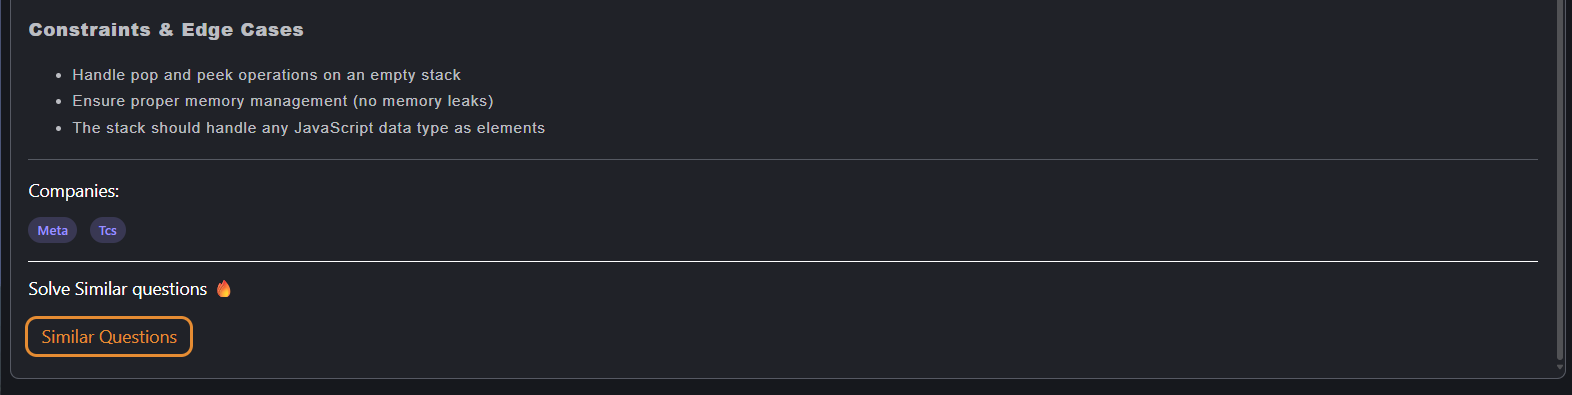 Constraints & Edge Cases
Handle pop and peek operations on an empty stack
Ensure proper memory management (no memory leaks)
The stack should handle any JavaScript data type as elements
Companies:
Meta Tcs
Solve Similar questions 🔥
Similar Questions